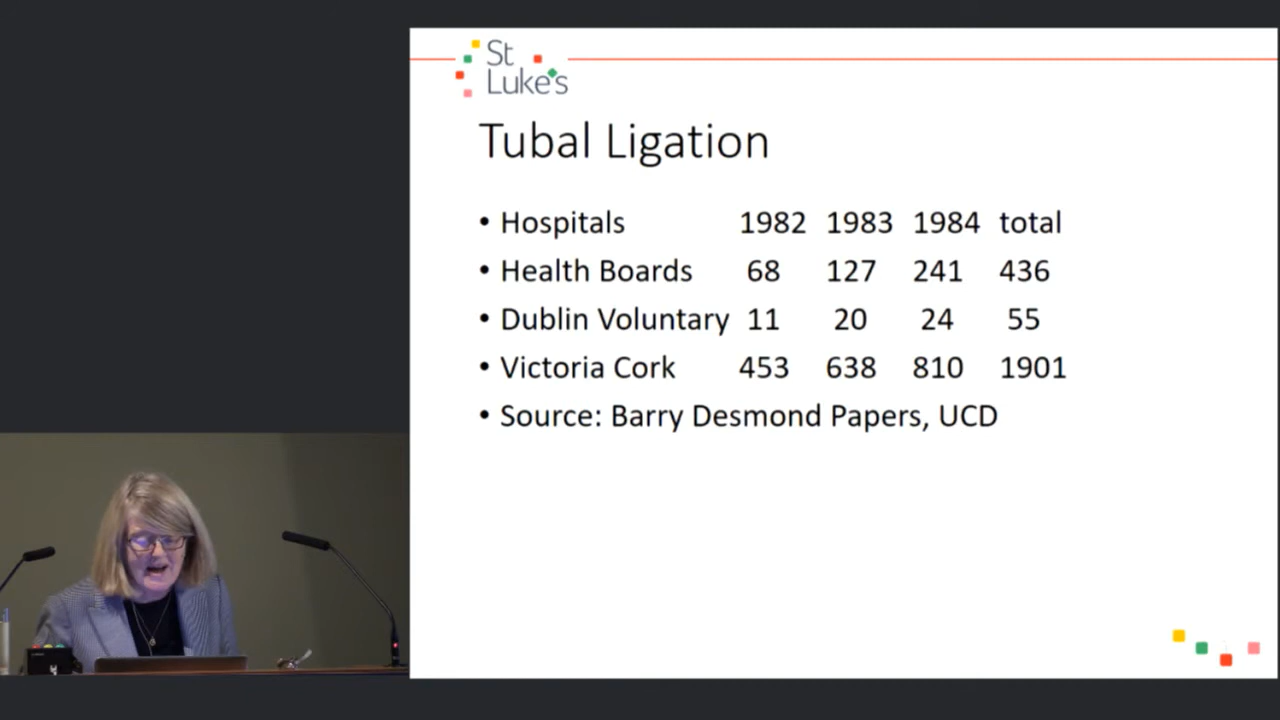 St
Luke's
Tubal Ligation
• Hospitals 1982 1983 1984 total
• Health Boards 68 127 241 436
• Dublin Voluntary 11 20 24 55
• Victoria Cork 453 638 810 1901
• Source: Barry Desmond Papers, UCD